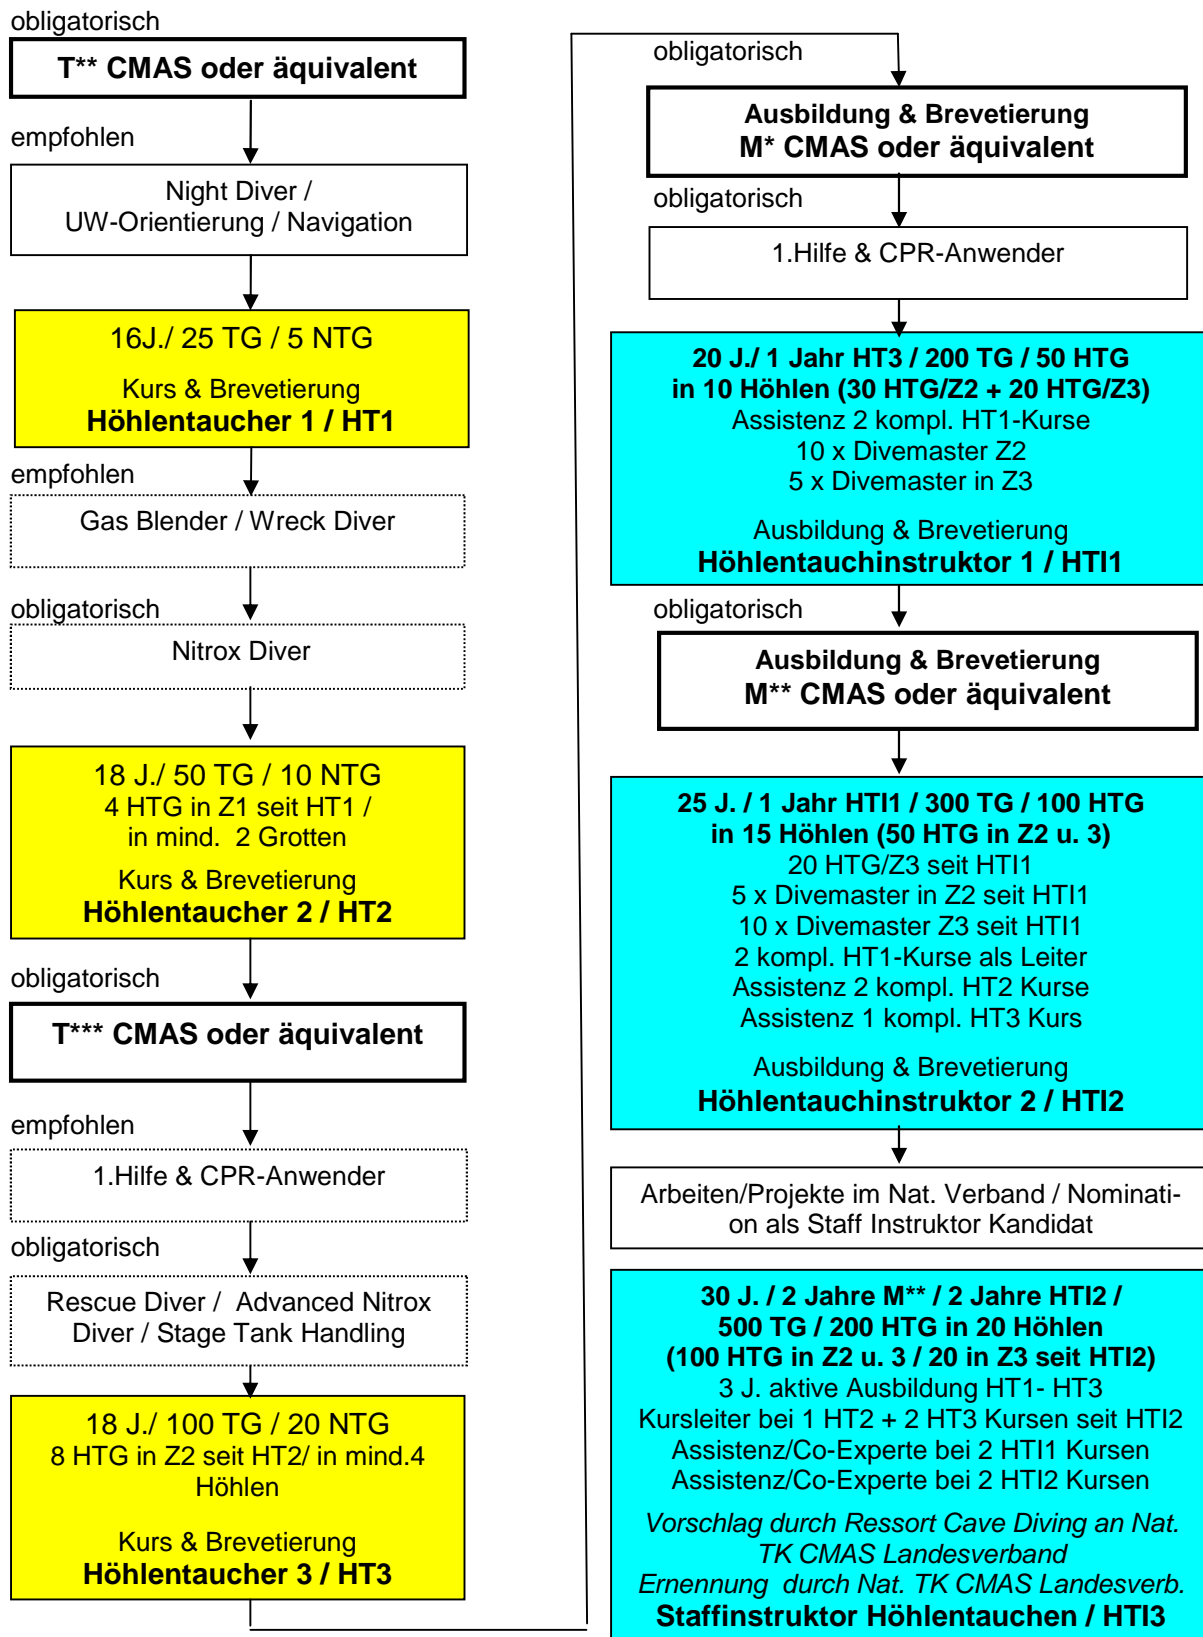 obligatorisch
T** CMAS oder äquivalent
empfohlen
Night Diver /
UW-Orientierung / Navigation
16J./ 25 TG / 5 NTG
Kurs & Brevetierung
Höhlentaucher 1 / HT1
empfohlen
Gas Blender / Wreck Diver
obligatorisch
Nitrox Diver
18 J./ 50 TG / 10 NTG
4 HTG in Z1 seit HT1 /
in mind. 2 Grotten
Kurs & Brevetierung
Höhlentaucher 2 / HT2
obligatorisch
T*** CMAS oder äquivalent
empfohlen
1.Hilfe & CPR-Anwender
obligatorisch
Rescue Diver / Advanced Nitrox
Diver / Stage Tank Handling
18 J./ 100 TG / 20 NTG
8 HTG in Z2 seit HT2/ in mind.4
Höhlen
Kurs & Brevetierung
Höhlentaucher 3 / HT3
obligatorisch
Ausbildung & Brevetierung
M* CMAS oder äquivalent
obligatorisch
1.Hilfe & CPR-Anwender
20 J./ 1 Jahr HT3 / 200 TG / 50 HTG
in 10 Höhlen (30 HTG/Z2 + 20 HTG/Z3)
Assistenz 2 kompl. HT1-Kurse
10 x Divemaster Z2
5 x Divemaster in Z3
Ausbildung & Brevetierung
Höhlentauchinstruktor 1 / HTI1
obligatorisch
Ausbildung & Brevetierung
M** CMAS oder äquivalent
25 J. / 1 Jahr HTI1 / 300 TG / 100 HTG
in 15 Höhlen (50 HTG in Z2 u. 3)
20 HTG/Z3 seit HTI1
5 x Divemaster in Z2 seit HTI1
10 x Divemaster Z3 seit HTI1
2 kompl. HT1-Kurse als Leiter
Assistenz 2 kompl. HT2 Kurse
Assistenz 1 kompl. HT3 Kurs
Ausbildung & Brevetierung
Höhlentauchinstruktor 2 / HTI2
Arbeiten/Projekte im Nat. Verband / Nominati-
on als Staff Instruktor Kandidat
30 J. / 2 Jahre M** / 2 Jahre HTI2 /
500 TG / 200 HTG in 20 Höhlen
(100 HTG in Z2 u. 3 / 20 in Z3 seit HTI2)
3 J. aktive Ausbildung HT1- HT3
Kursleiter bei 1 HT2 + 2 HT3 Kursen seit HTI2
Assistenz/Co-Experte bei 2 HTI1 Kursen
Assistenz/Co-Experte bei 2 HTI2 Kursen
Vorschlag durch Ressort Cave Diving an Nat.
TK CMAS Landesverband
Ernennung durch Nat. TK CMAS Landesverb.
Staffinstruktor Höhlentauchen / HTI3